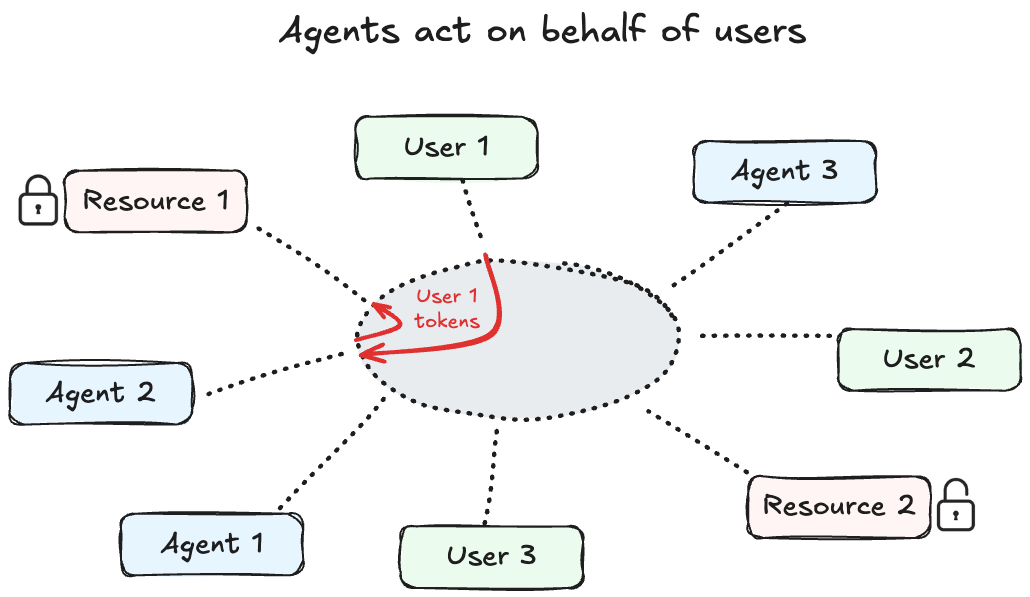 Agents act on behalf of users
User 1
Agent 3
Resource 1
User 1
tokens
User 2
Agent 2
Resource 2
Agent 1
User 3